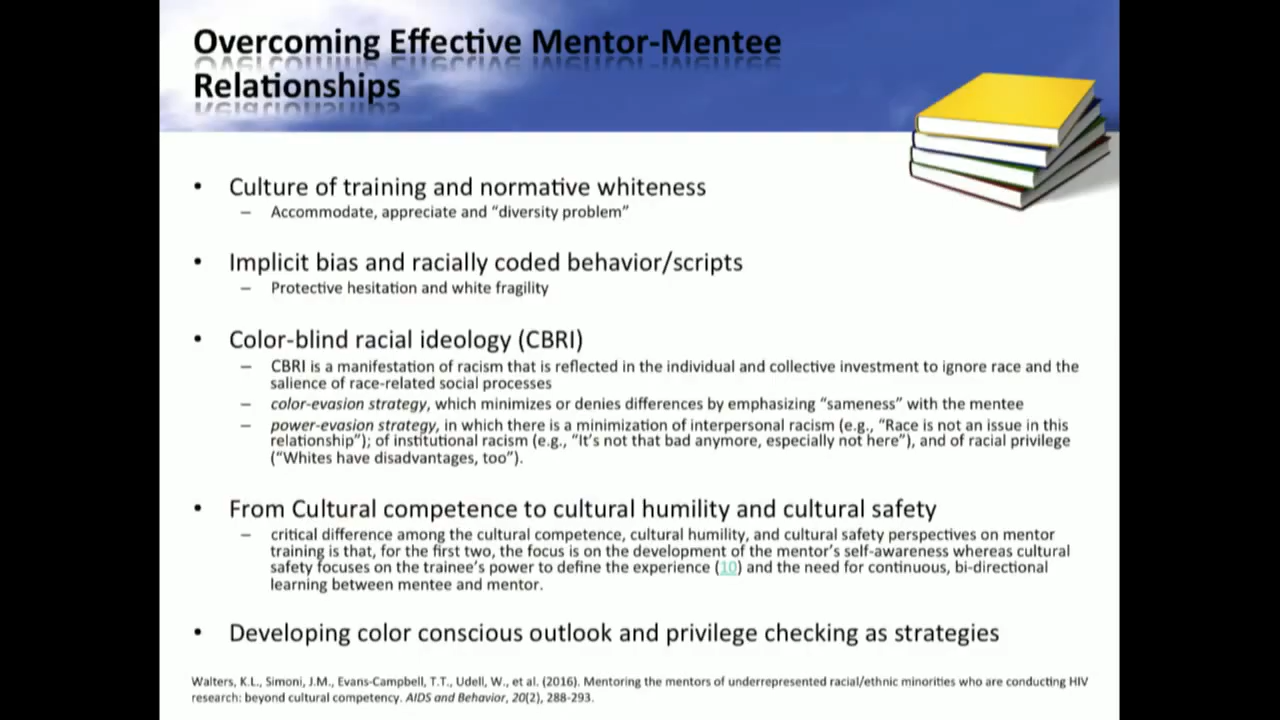 Overcoming Effective Mentor-Mentee
Relationships
• Culture of training and normative whiteness
– Accommodate, appreciate and “diversity problem”
• Implicit bias and racially coded behavior/scripts
– Protective hesitation and white fragility
• Color-blind racial ideology (CBRI)
– CBRI is a manifestation of racism that is reflected in the individual and collective investment to ignore race and the
salience of race-related social processes
– color-evasion strategy, which minimizes or denies differences by emphasizing “sameness” with the mentee
– power-evasion strategy, in which there is a minimization of interpersonal racism (e.g., “Race is not an issue in this
relationship”); of institutional racism (e.g., “It’s not that bad anymore, especially not here”), and of racial privilege
(“Whites have disadvantages, too”).
• From Cultural competence to cultural humility and cultural safety
– critical difference among the cultural competence, cultural humility, and cultural safety perspectives on mentor
training is that, for the first two, the focus is on the development of the mentor’s self-awareness whereas cultural
safety focuses on the trainee’s power to define the experience (10) and the need for continuous, bi-directional
learning between mentee and mentor.
• Developing color conscious outlook and privilege checking as strategies
Walters, K.L., Simoni, J.M., Evans-Campbell, T.T., Udell, W., et al. (2016). Mentoring the mentors of underrepresented racial/ethnic minorities who are conducting HIV
research: beyond cultural competency. AIDS and Behavior, 20(2), 288-293.